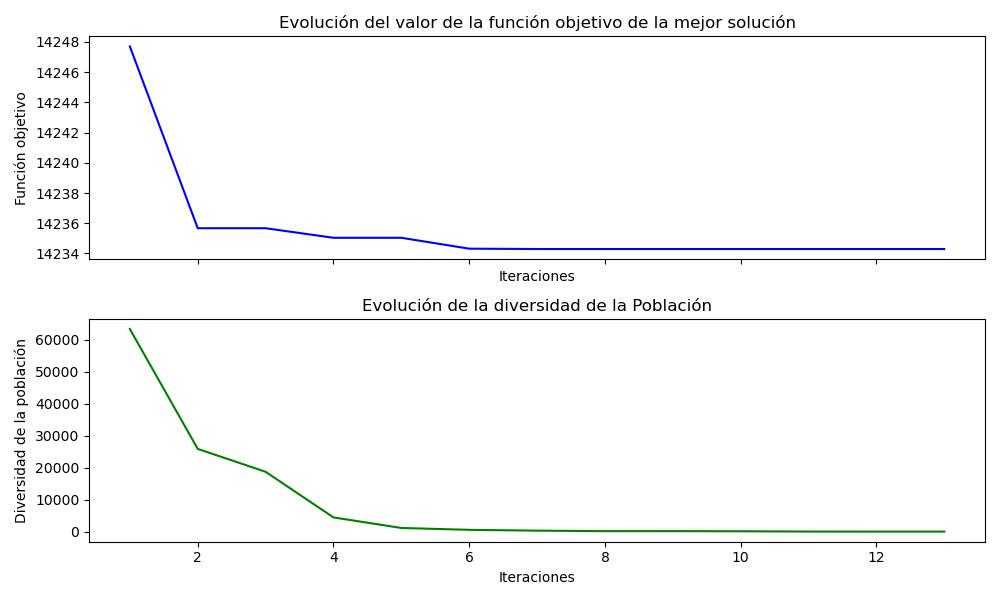 Evolución del valor de la función objetivo de la mejor solución
Función objetivo
14248
14246
14244
14242
14240
14238
14236
14234
Iteraciones
Evolución de la diversidad de la Población
Diversidad de la población
60000
50000
40000
30000
20000
10000
0
2 4 6 8 10 12
Iteraciones